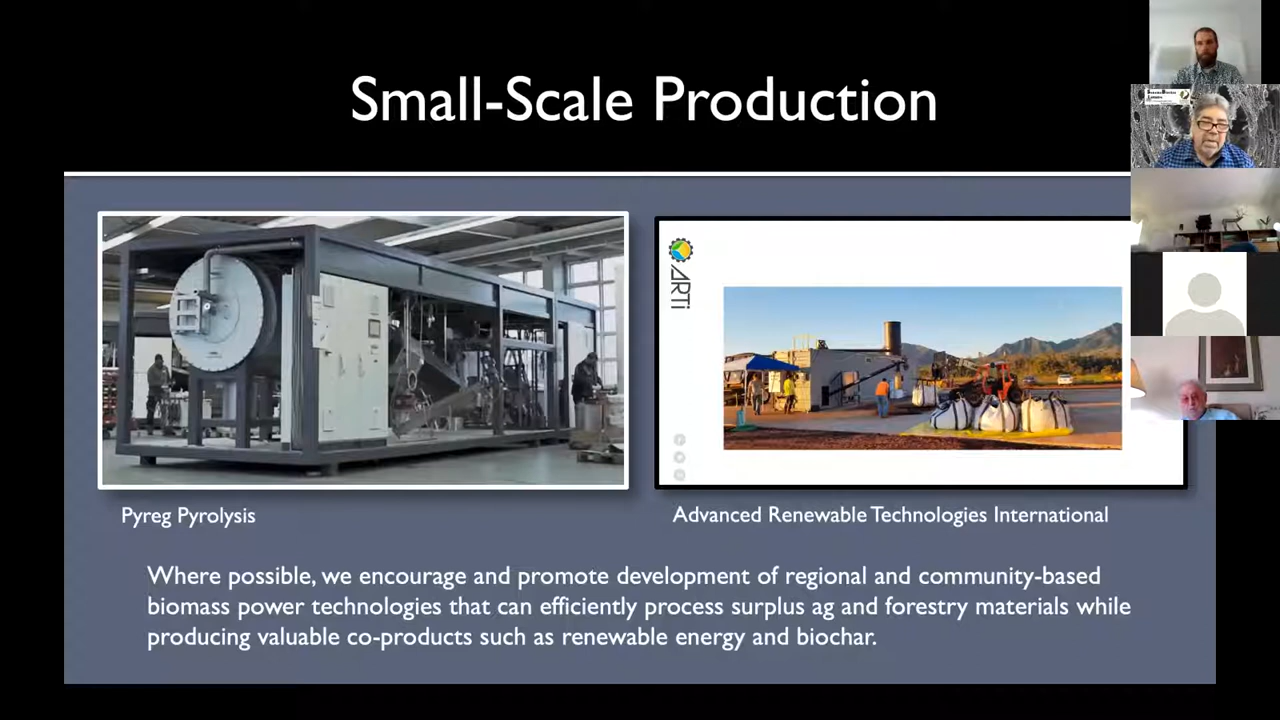 Small-Scale Production
ARTi
Pyreg Pyrolysis
Advanced Renewable Technologies International
Where possible, we encourage and promote development of regional and community-based
biomass power technologies that can efficiently process surplus ag and forestry materials while
producing valuable co-products such as renewable energy and biochar.